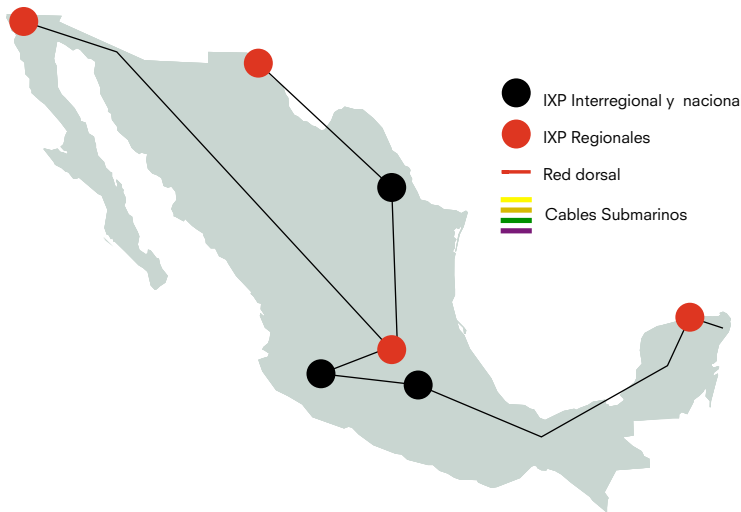 IXP Interregional y naciona
IXP Regionales
Red dorsal
Cables Submarinos